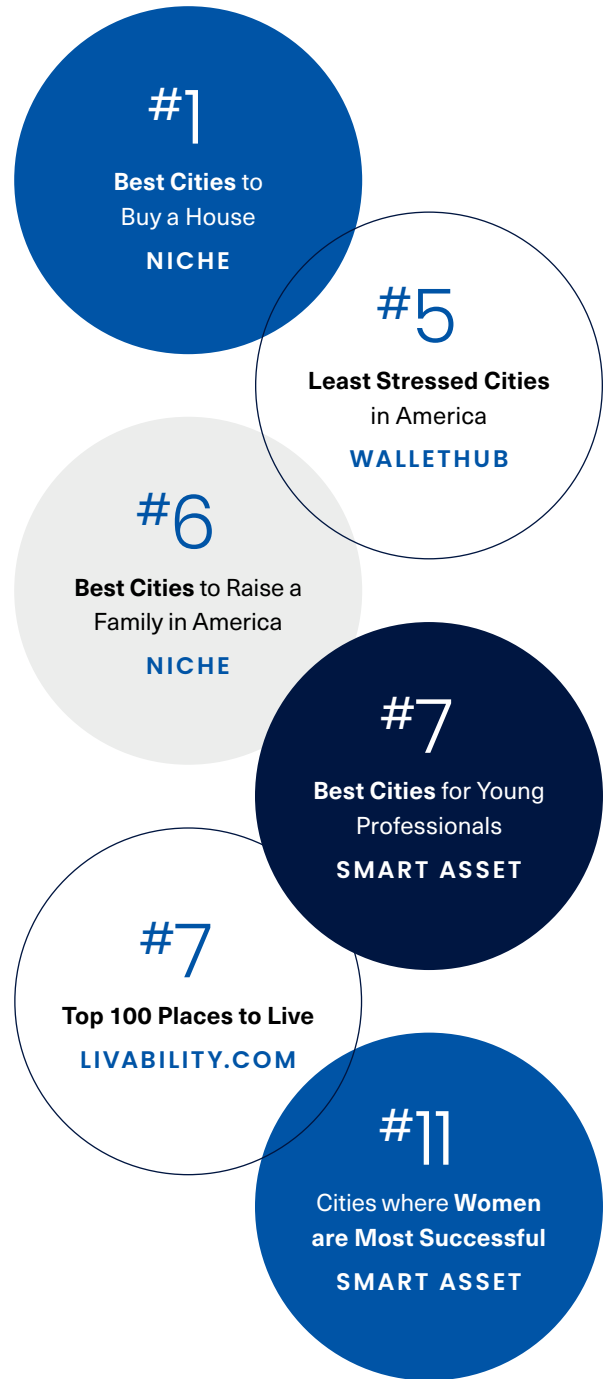 #1
Best Cities to
Buy a House
NICHE
#5
Least Stressed Cities
in America
WALLETHUB
#6
Best Cities to Raise a
Family in America
NICHE
#7
Best Cities for Young
Professionals
SMART ASSET
#7
Top 100 Places to Live
LIVABILITY.COM
#11
Cities where Women
are Most Successful
SMART ASSET